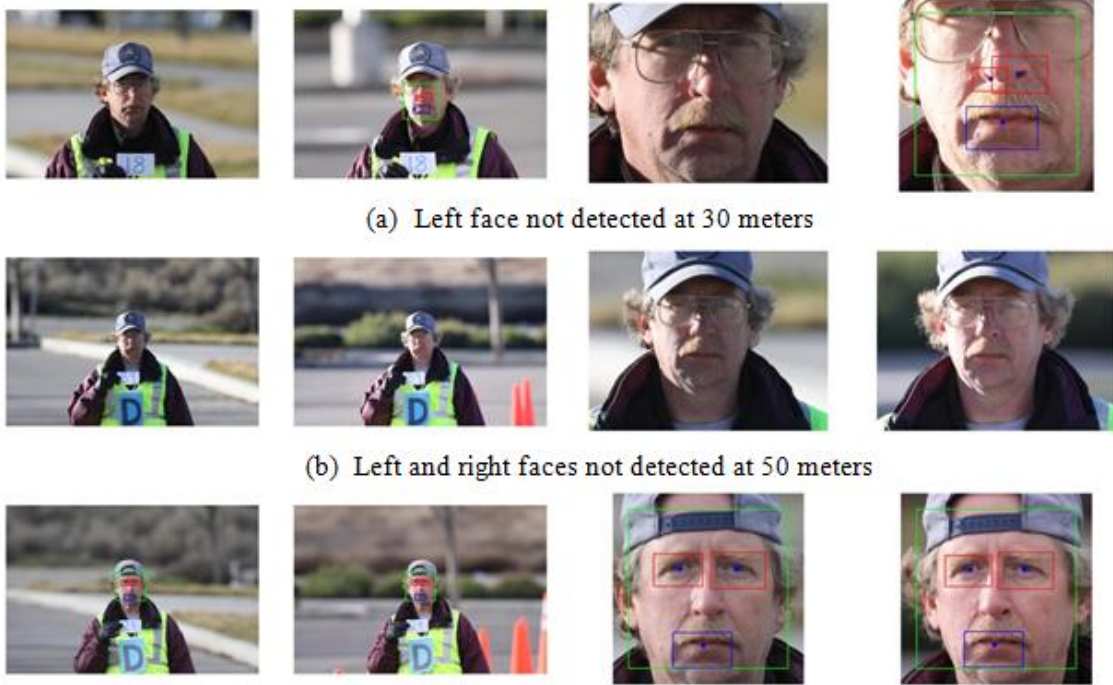 18
18
(a) Left face not detected at 30 meters
D
D
(b) Left and right faces not detected at 50 meters
D
D